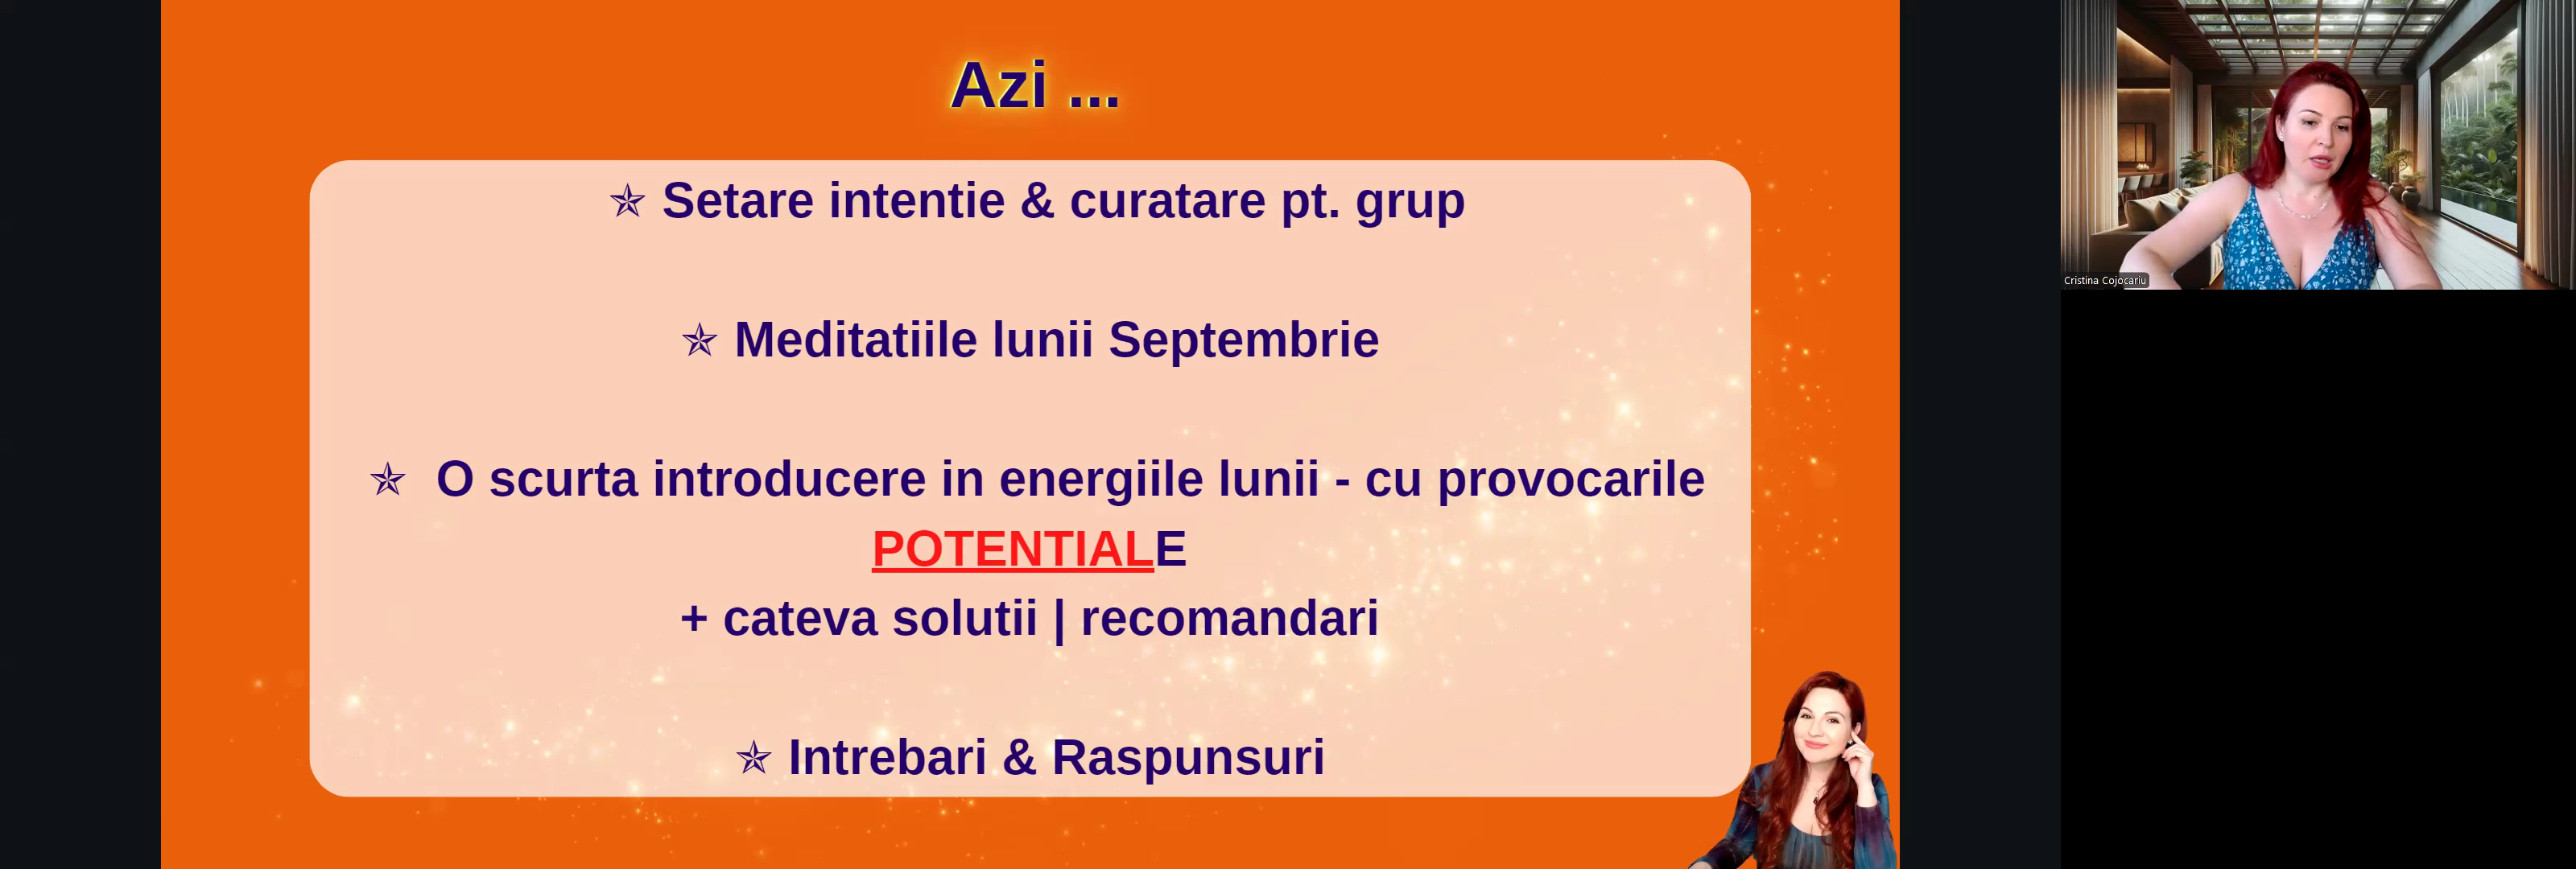 Azi ...
✯ Setare intentie & curatare pt. grup
✯ Meditatiile lunii Septembrie
✯ O scurta introducere in energiile lunii - cu provocarile
POTENTIALE
+ cateva solutii | recomandari
✯ Intrebari & Raspunsuri
Cristina Cojocariu